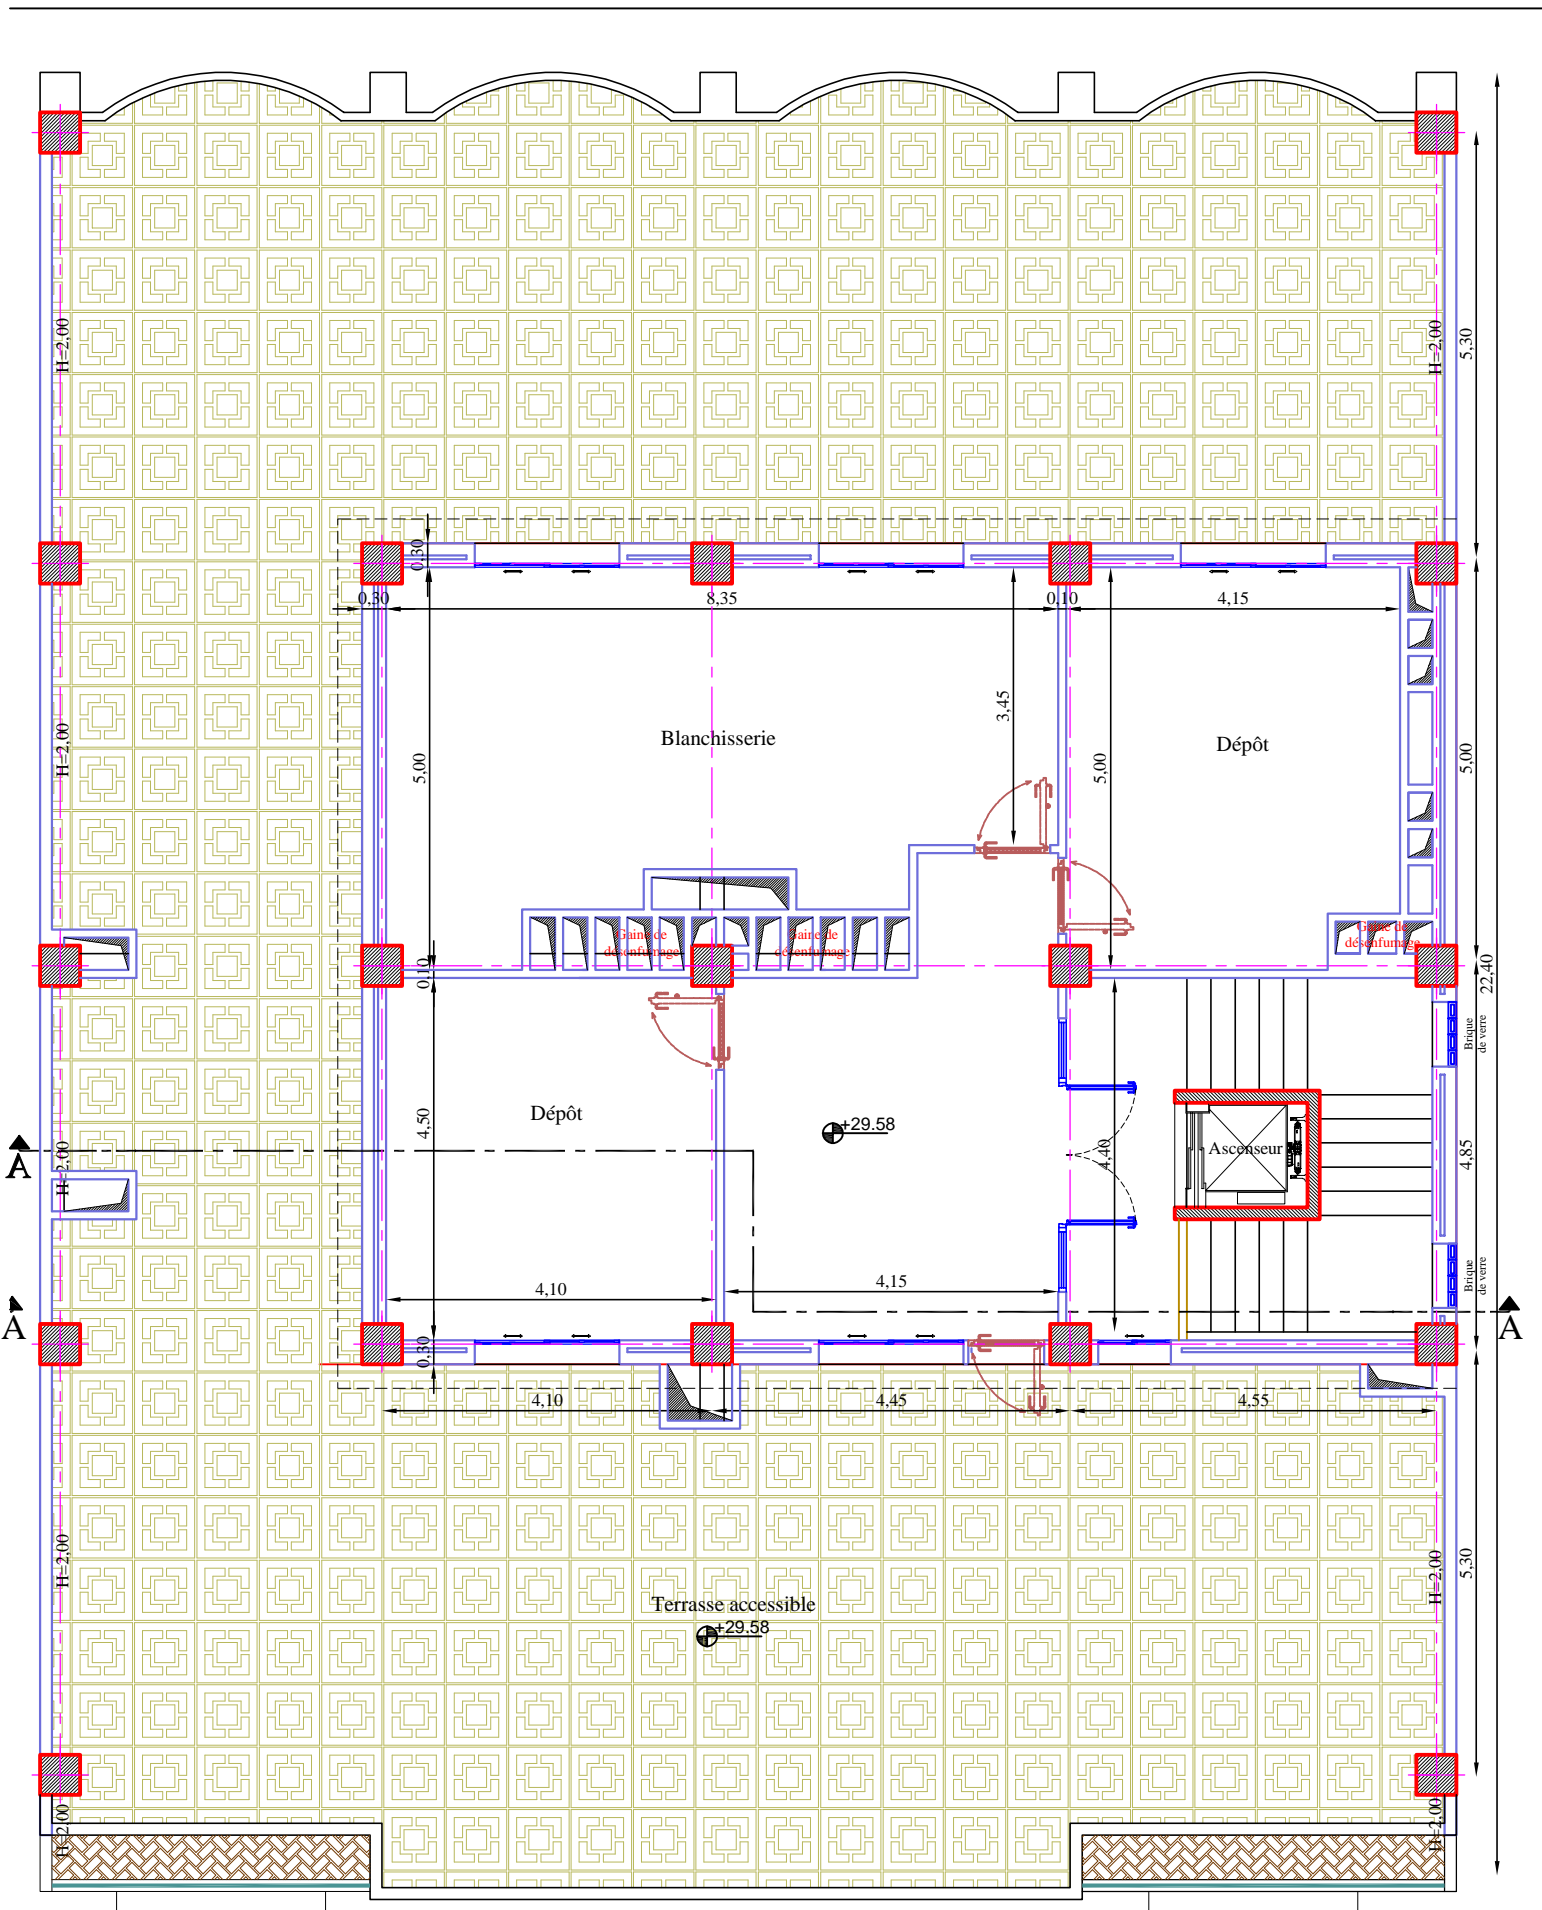 H=2,00
H=2,00
5,30
0,30
0,30
8,35
0,10
4,15
3,45
Blanchisserie
Dépôt
H=2,00
5,00
5,00
5,00
Gaine de
désenfumage
Gaine de
désenfumage
Gaine de
désenfumage
0,10
22,40
Brique
de verre
Dépôt
4,50
+29.58
4,40
Ascenseur
4,85
H=2,00
A
Brique
de verre
4,10
4,15
A
A
0,30
4,10
4,45
4,55
H=2,00
H=2,00
5,30
Terrasse accessible
+29.58
H=2,00
H=2,00